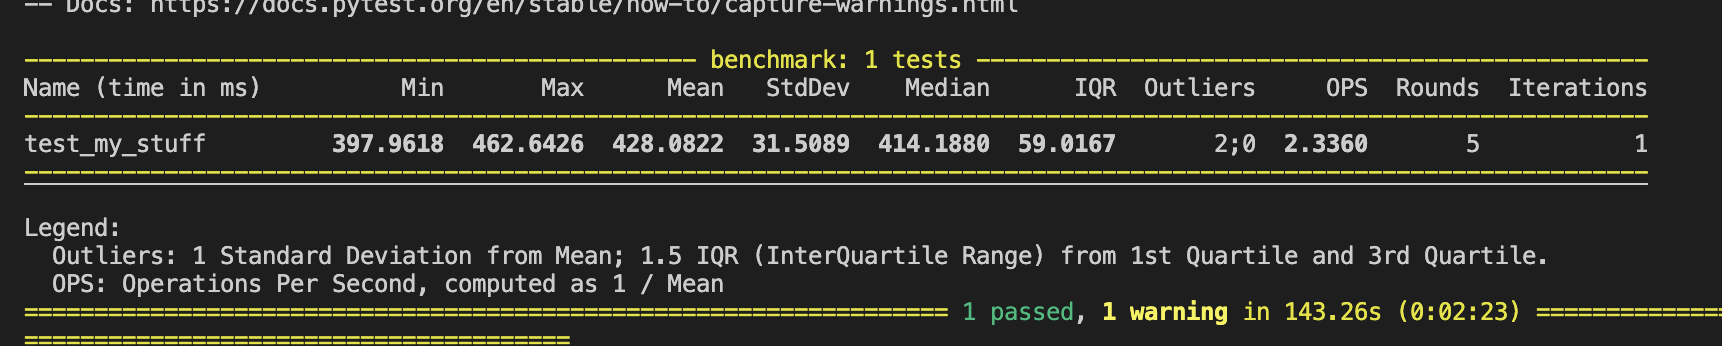 -- Docs: https://docs.pytest.org/en/stable/how-to/capture-warnings.html
------------------------------------------------ benchmark: 1 tests ------------------------------------------------
Name (time in ms)          Min       Max      Mean   StdDev    Median      IQR  Outliers     OPS  Rounds  Iterations
--------------------------------------------------------------------------------------------------------------------
test_my_stuff         397.9618  462.6426  428.0822  31.5089  414.1880  59.0167       2;0  2.3360       5           1
--------------------------------------------------------------------------------------------------------------------
Legend:
  Outliers: 1 Standard Deviation from Mean; 1.5 IQR (InterQuartile Range) from 1st Quartile and 3rd Quartile.
  OPS: Operations Per Second, computed as 1 / Mean
================================================================== 1 passed, 1 warning in 143.26s (0:02:23) ==============
=======================================